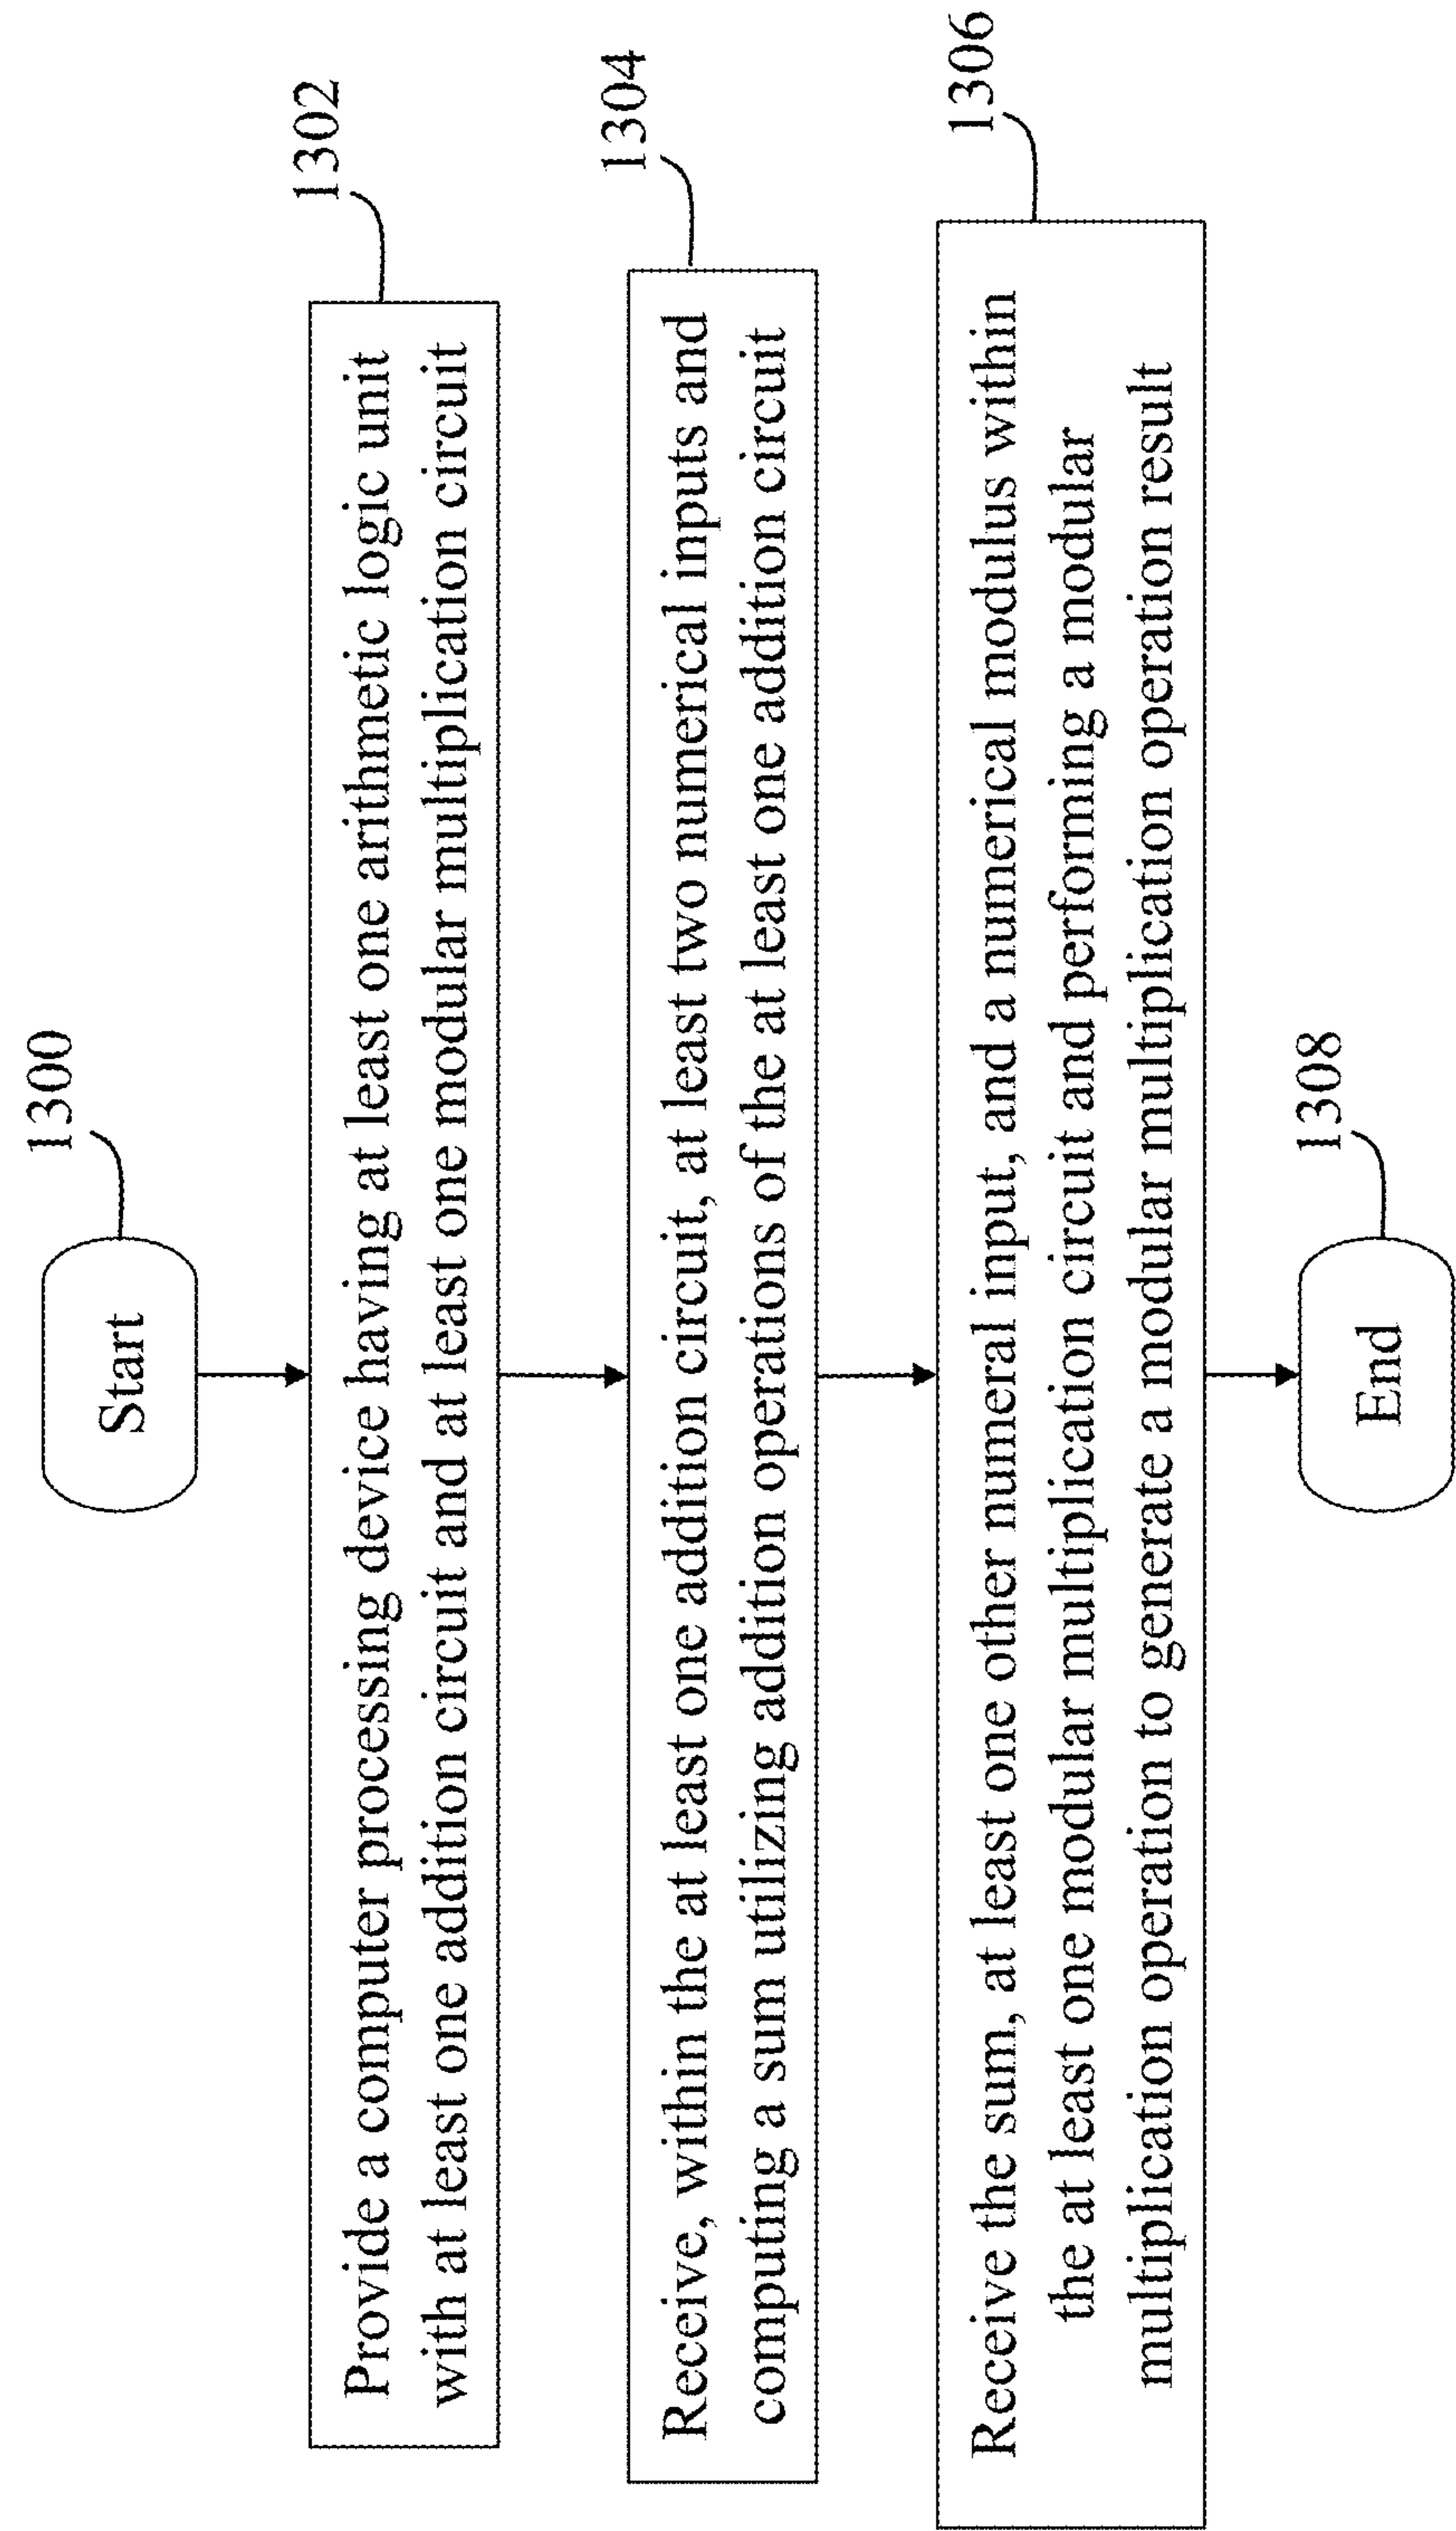 1300
Start
1302
Provide a computer processing device having at least one arithmetic logic unit
with at least one addition circuit and at least one modular multiplication circuit
1304
Receive, within the at least one addition circuit, at least two numerical inputs and
computing a sum utilizing addition operations of the at least one addition circuit
1306
Receive the sum, at least one other numeral input, and a numerical modulus within
the at least one modular multiplication circuit and performing a modular
multiplication operation to generate a modular multiplication operation result
1308
End